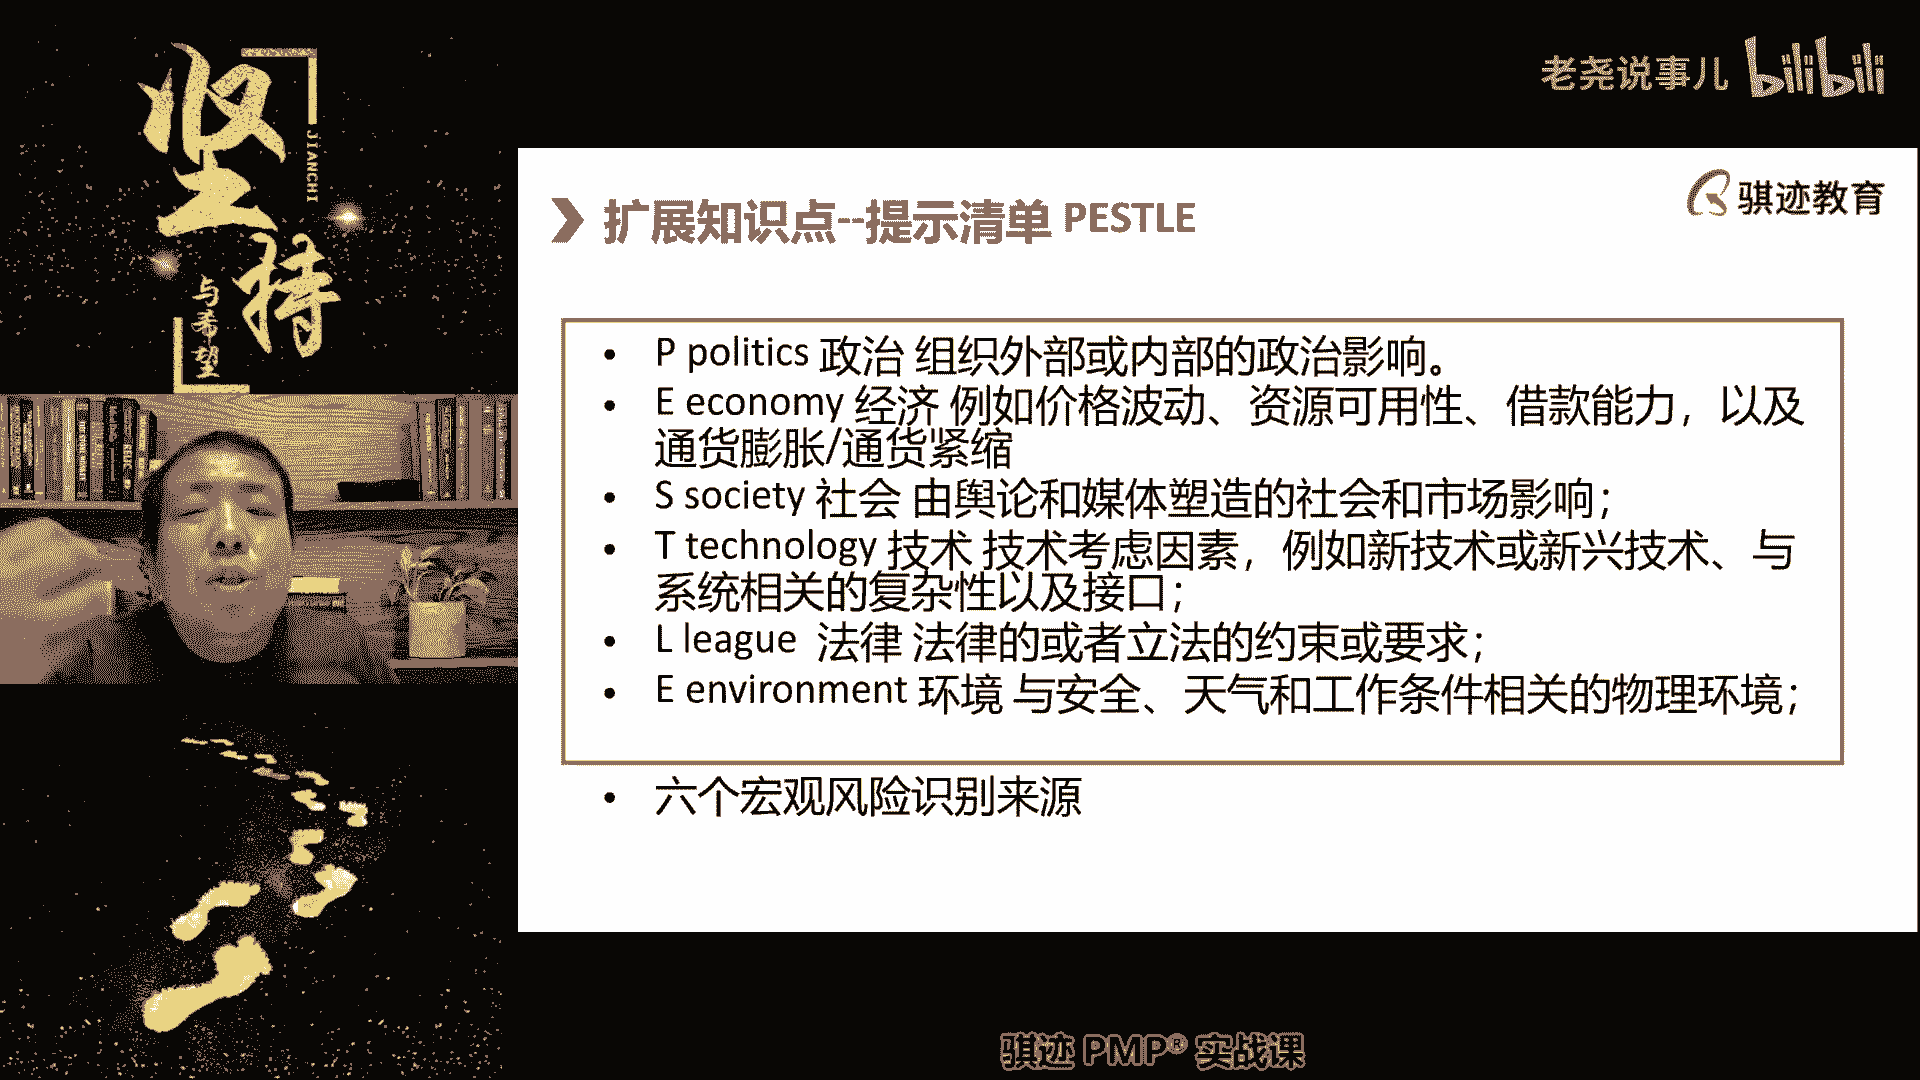 坚持
JIANCHI
与希望
老尧说事儿 bilibili
骐迹教育
扩展知识点--提示清单 PESTLE
• P politics 政治 组织外部或内部的政治影响。
• E economy 经济 例如价格波动、资源可用性、借款能力，以及
通货膨胀/通货紧缩
• S society 社会 由舆论和媒体塑造的社会和市场影响；
• T technology 技术 技术考虑因素，例如新技术或新兴技术、与
系统相关的复杂性以及接口；
• L league 法律 法律的或者立法的约束或要求；
• E environment 环境 与安全、天气和工作条件相关的物理环境；
• 六个宏观风险识别来源
骐迹 PMP® 实战课